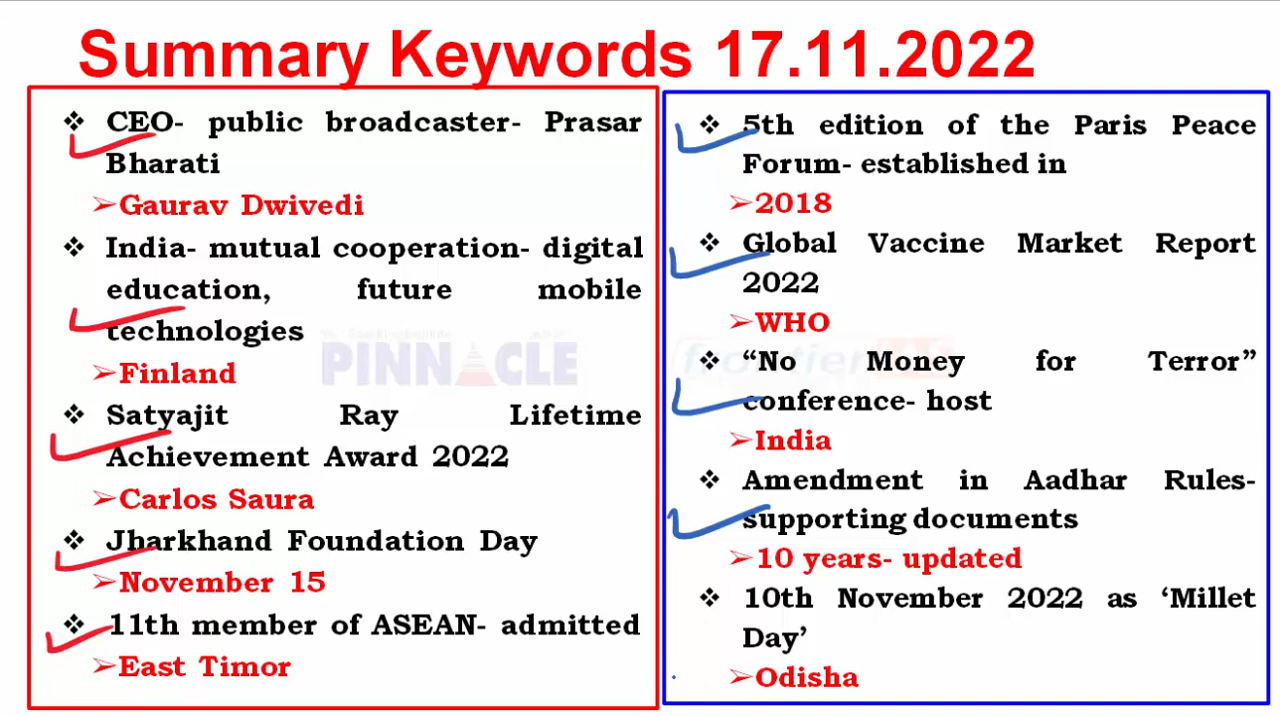 Summary Keywords 17.11.2022
❖ CEO- public broadcaster- Prasar
Bharati
➢Gaurav Dwivedi
❖ India- mutual cooperation- digital
education, future mobile
technologies
➢Finland
❖ Satyajit Ray Lifetime
Achievement Award 2022
➢Carlos Saura
❖ Jharkhand Foundation Day
➢November 15
❖ 11th member of ASEAN- admitted
➢East Timor
❖ 5th edition of the Paris Peace
Forum- established in
➢2018
❖ Global Vaccine Market Report
2022
➢WHO
❖ “No Money for Terror”
conference- host
➢India
❖ Amendment in Aadhar Rules-
supporting documents
➢10 years- updated
❖ 10th November 2022 as ‘Millet
Day’
➢Odisha
PINNACLE
frontier